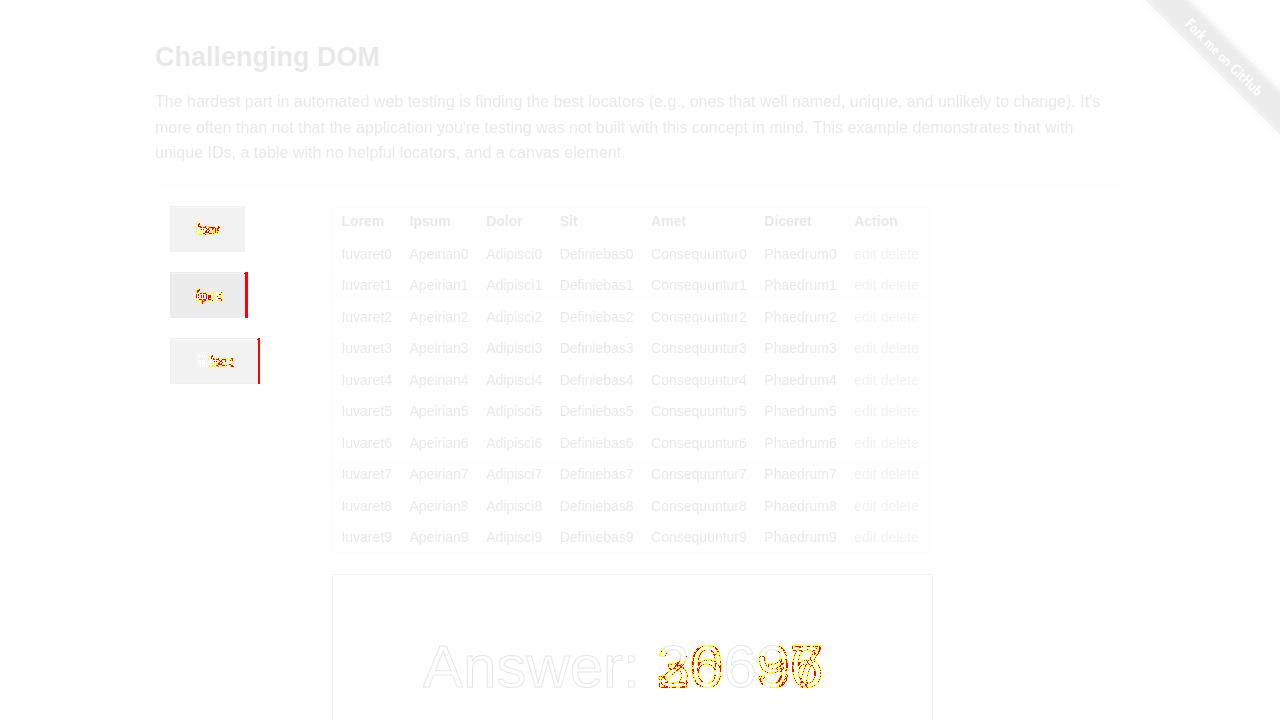 Fork me on GitHub
Challenging DOM
The hardest part in automated web testing is finding the best locators (e.g., ones that well named, unique, and unlikely to change). It's
more often than not that the application you're testing was not built with this concept in mind. This example demonstrates that with
unique IDs, a table with no helpful locators, and a canvas element.
Lorem Ipsum Dolor Sit Amet Diceret Action
Iuvaret0 Apeirian0 Adipisci0 Definiebas0 Consequuntur0 Phaedrum0 edit delete
Iuvaret1 Apeirian1 Adipisci1 Definiebas1 Consequuntur1 Phaedrum1 edit delete
Iuvaret2 Apeirian2 Adipisci2 Definiebas2 Consequuntur2 Phaedrum2 edit delete
Iuvaret3 Apeirian3 Adipisci3 Definiebas3 Consequuntur3 Phaedrum3 edit delete
Iuvaret4 Apeirian4 Adipisci4 Definiebas4 Consequuntur4 Phaedrum4 edit delete
Iuvaret5 Apeirian5 Adipisci5 Definiebas5 Consequuntur5 Phaedrum5 edit delete
Iuvaret6 Apeirian6 Adipisci6 Definiebas6 Consequuntur6 Phaedrum6 edit delete
Iuvaret7 Apeirian7 Adipisci7 Definiebas7 Consequuntur7 Phaedrum7 edit delete
Iuvaret8 Apeirian8 Adipisci8 Definiebas8 Consequuntur8 Phaedrum8 edit delete
Iuvaret9 Apeirian9 Adipisci9 Definiebas9 Consequuntur9 Phaedrum9 edit delete
Answer: